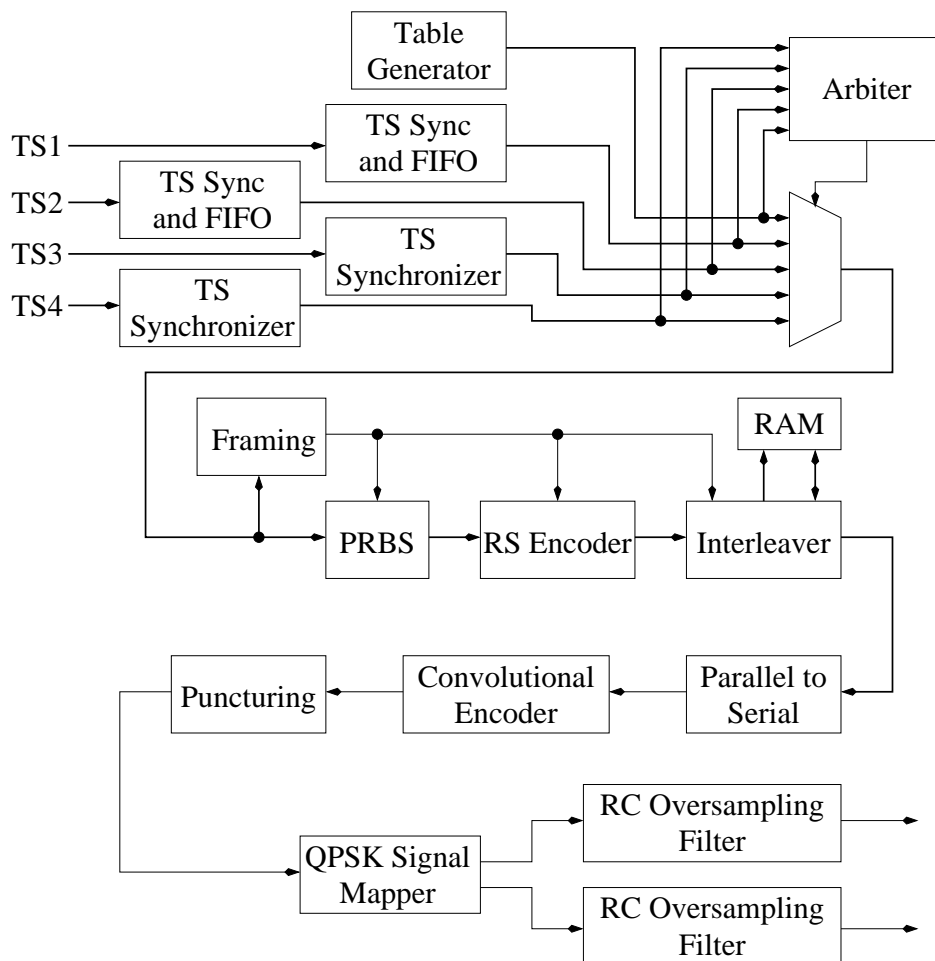 Table
Generator
Arbiter
TS1
TS Sync
and FIFO
TS2
TS Sync
and FIFO
TS3
TS
Synchronizer
TS4
TS
Synchronizer
Framing
RAM
PRBS
RS Encoder
Interleaver
Puncturing
Convolutional
Encoder
Parallel to
Serial
QPSK Signal
Mapper
RC Oversampling
Filter
RC Oversampling
Filter